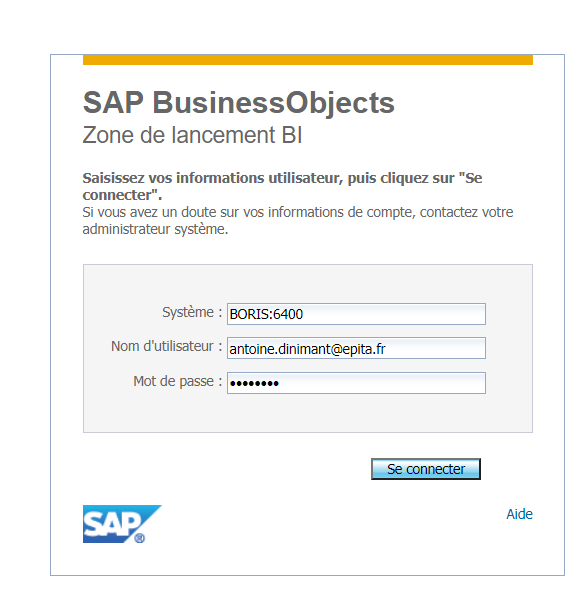 SAP BusinessObjects
Zone de lancement BI
Saisissez vos informations utilisateur, puis cliquez sur "Se
connecter".
Si vous avez un doute sur vos informations de compte, contactez votre
administrateur système.
Système : BORIS:6400
Nom d'utilisateur : antoine.dinimant@epita.fr
Mot de passe : ••••••••
Se connecter
SAP®
Aide